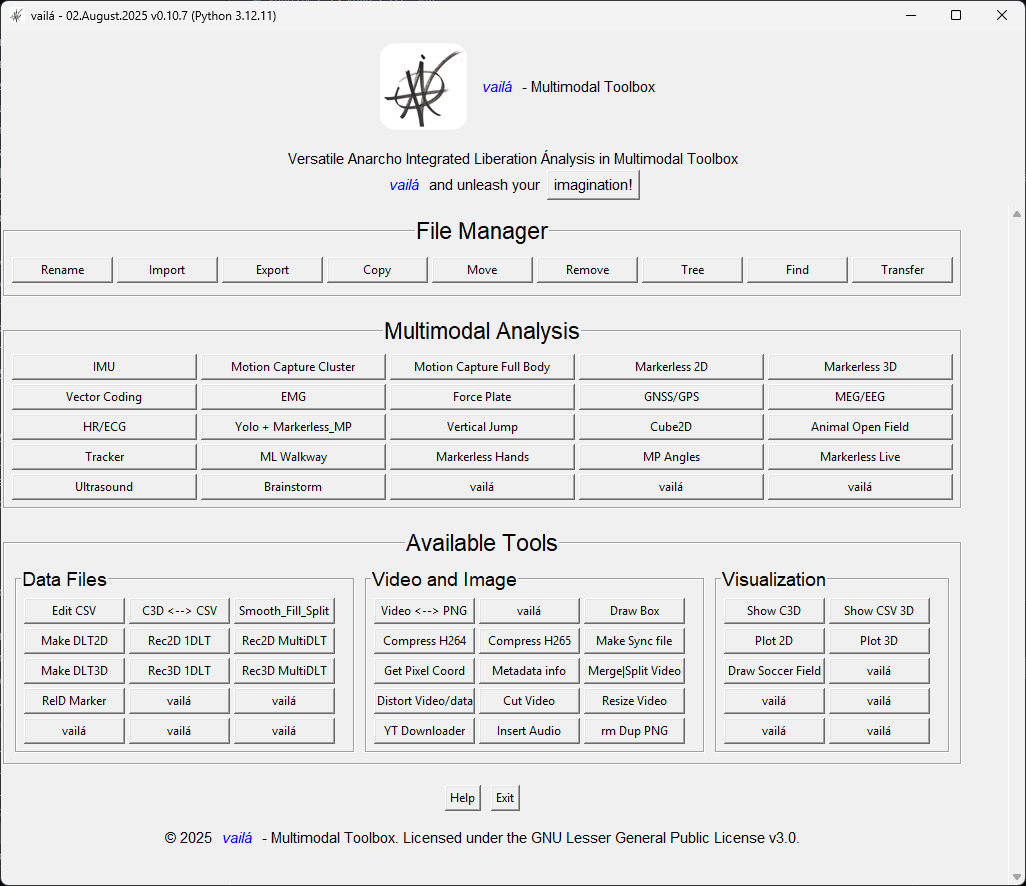 vailá - 02.August.2025 v0.10.7 (Python 3.12.11)
vailá - Multimodal Toolbox
Versatile Anarcho Integrated Liberation Ánalysis in Multimodal Toolbox
vailá and unleash your imagination!
File Manager
Rename Import Export Copy Move Remove Tree Find Transfer
Multimodal Analysis
IMU Motion Capture Cluster Motion Capture Full Body Markerless 2D Markerless 3D
Vector Coding EMG Force Plate GNSS/GPS MEG/EEG
HR/ECG Yolo + Markerless_MP Vertical Jump Cube2D Animal Open Field
Tracker ML Walkway Markerless Hands MP Angles Markerless Live
Ultrasound Brainstorm vailá vailá vailá
Available Tools
Data Files
Edit CSV C3D <--> CSV Smooth_Fill_Split
Make DLT2D Rec2D 1DLT Rec2D MultiDLT
Make DLT3D Rec3D 1DLT Rec3D MultiDLT
ReID Marker vailá vailá
vailá vailá vailá
Video and Image
Video <--> PNG vailá Draw Box
Compress H264 Compress H265 Make Sync file
Get Pixel Coord Metadata info Merge|Split Video
Distort Video/data Cut Video Resize Video
YT Downloader Insert Audio rm Dup PNG
Visualization
Show C3D Show CSV 3D
Plot 2D Plot 3D
Draw Soccer Field vailá
vailá vailá
vailá vailá
Help Exit
© 2025 vailá - Multimodal Toolbox. Licensed under the GNU Lesser General Public License v3.0.